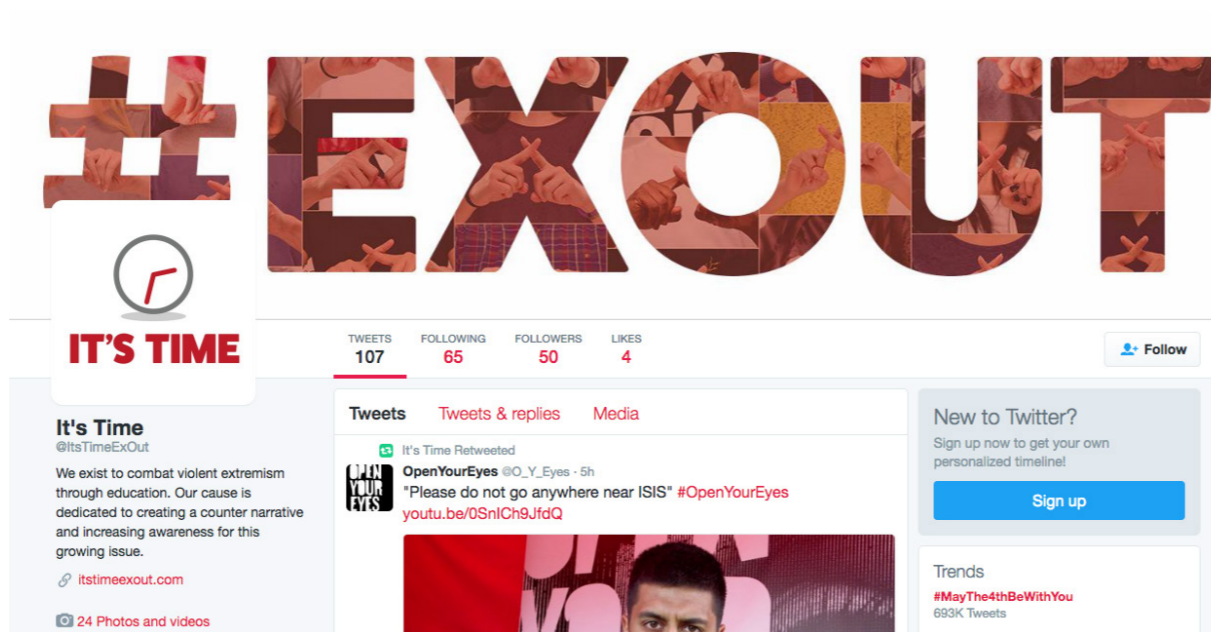 #EXOUT
IT'S TIME
TWEETS
107
FOLLOWING
65
FOLLOWERS
50
LIKES
4
Follow
It's Time
@ItsTimeExOut
We exist to combat violent extremism
through education. Our cause is
dedicated to creating a counter narrative
and increasing awareness for this
growing issue.
itstimeexout.com
24 Photos and videos
Tweets Tweets & replies Media
It's Time Retweeted
OPEN
YOUR
EYES
OpenYourEyes @O_Y_Eyes · 5h
"Please do not go anywhere near ISIS" #OpenYourEyes
youtu.be/0SnICh9JfdQ
OPEN
New to Twitter?
Sign up now to get your own
personalized timeline!
Sign up
Trends
#MayThe4thBeWithYou
693K Tweets